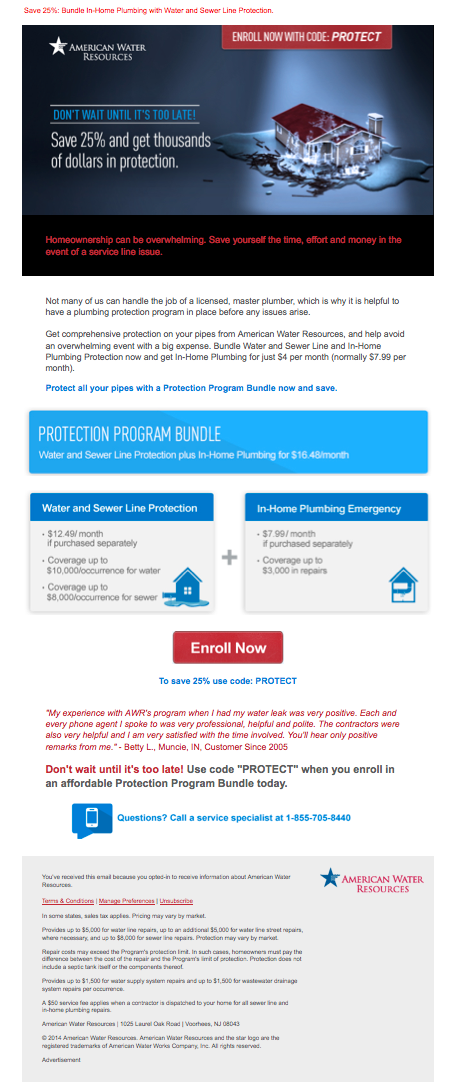 Save 25%: Bundle In-Home Plumbing with Water and Sewer Line Protection.
AMERICAN WATER
RESOURCES
ENROLL NOW WITH CODE: PROTECT
DON'T WAIT UNTIL IT'S TOO LATE!
Save 25% and get thousands
of dollars in protection.
Homeownership can be overwhelming. Save yourself the time, effort and money in the
event of a service line issue.
Not many of us can handle the job of a licensed, master plumber, which is why it is helpful to
have a plumbing protection program in place before any issues arise.
Get comprehensive protection on your pipes from American Water Resources, and help avoid
an overwhelming event with a big expense. Bundle Water and Sewer Line and In-Home
Plumbing Protection now and get In-Home Plumbing for just $4 per month (normally $7.99 per
month).
Protect all your pipes with a Protection Program Bundle now and save.
PROTECTION PROGRAM BUNDLE
Water and Sewer Line Protection plus In-Home Plumbing for $16.48/month
Water and Sewer Line Protection
• $12.49/ month
if purchased separately
• Coverage up to
$10,000/occurrence for water
• Coverage up to
$8,000/occurrence for sewer
+
In-Home Plumbing Emergency
• $7.99/ month
if purchased separately
• Coverage up to
$3,000 in repairs
Enroll Now
To save 25% use code: PROTECT
"My experience with AWR's program when I had my water leak was very positive. Each and
every phone agent I spoke to was very professional, helpful and polite. The contractors were
also very helpful and I am very satisfied with the time involved. You'll hear only positive
remarks from me." - Betty L., Muncie, IN, Customer Since 2005
Don't wait until it's too late! Use code "PROTECT" when you enroll in
an affordable Protection Program Bundle today.
Questions? Call a service specialist at 1-855-705-8440
You've received this email because you opted-in to receive information about American Water
Resources.
AMERICAN WATER
RESOURCES
Terms & Conditions | Manage Preferences | Unsubscribe
In some states, sales tax applies. Pricing may vary by market.
Provides up to $5,000 for water line repairs, up to an additional $5,000 for water line street repairs,
where necessary, and up to $8,000 for sewer line repairs. Protection may vary by market.
Repair costs may exceed the Program's protection limit. In such cases, homeowners must pay the
difference between the cost of the repair and the Program's limit of protection. Protection does not
include a septic tank itself or the components thereof.
Provides up to $1,500 for water supply system repairs and up to $1,500 for wastewater drainage
system repairs per occurrence.
A $50 service fee applies when a contractor is dispatched to your home for all sewer line and
in-home plumbing repairs.
American Water Resources | 1025 Laurel Oak Road | Voorhees, NJ 08043
© 2014 American Water Resources. American Water Resources and the star logo are the
registered trademarks of American Water Works Company, Inc. All rights reserved.
Advertisement